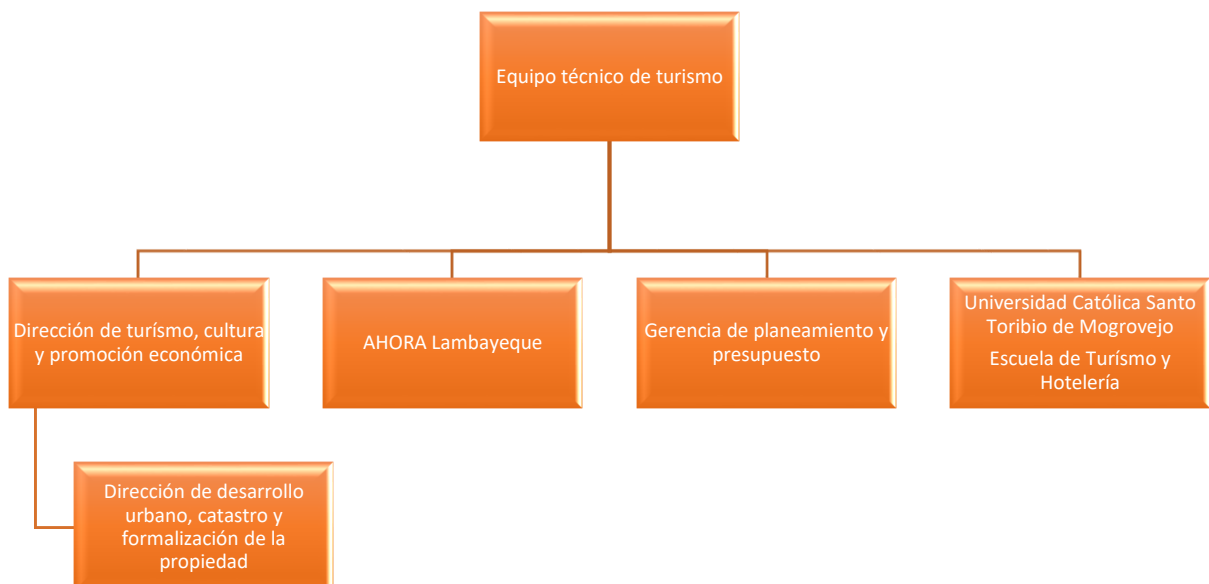 Equipo técnico de turismo
Dirección de turísmo, cultura
y promoción económica
AHORA Lambayeque
Gerencia de planeamiento y
presupuesto
Universidad Católica Santo
Toribio de Mogrovejo
Escuela de Turísmo y
Hotelería
Dirección de desarrollo
urbano, catastro y
formalización de la
propiedad